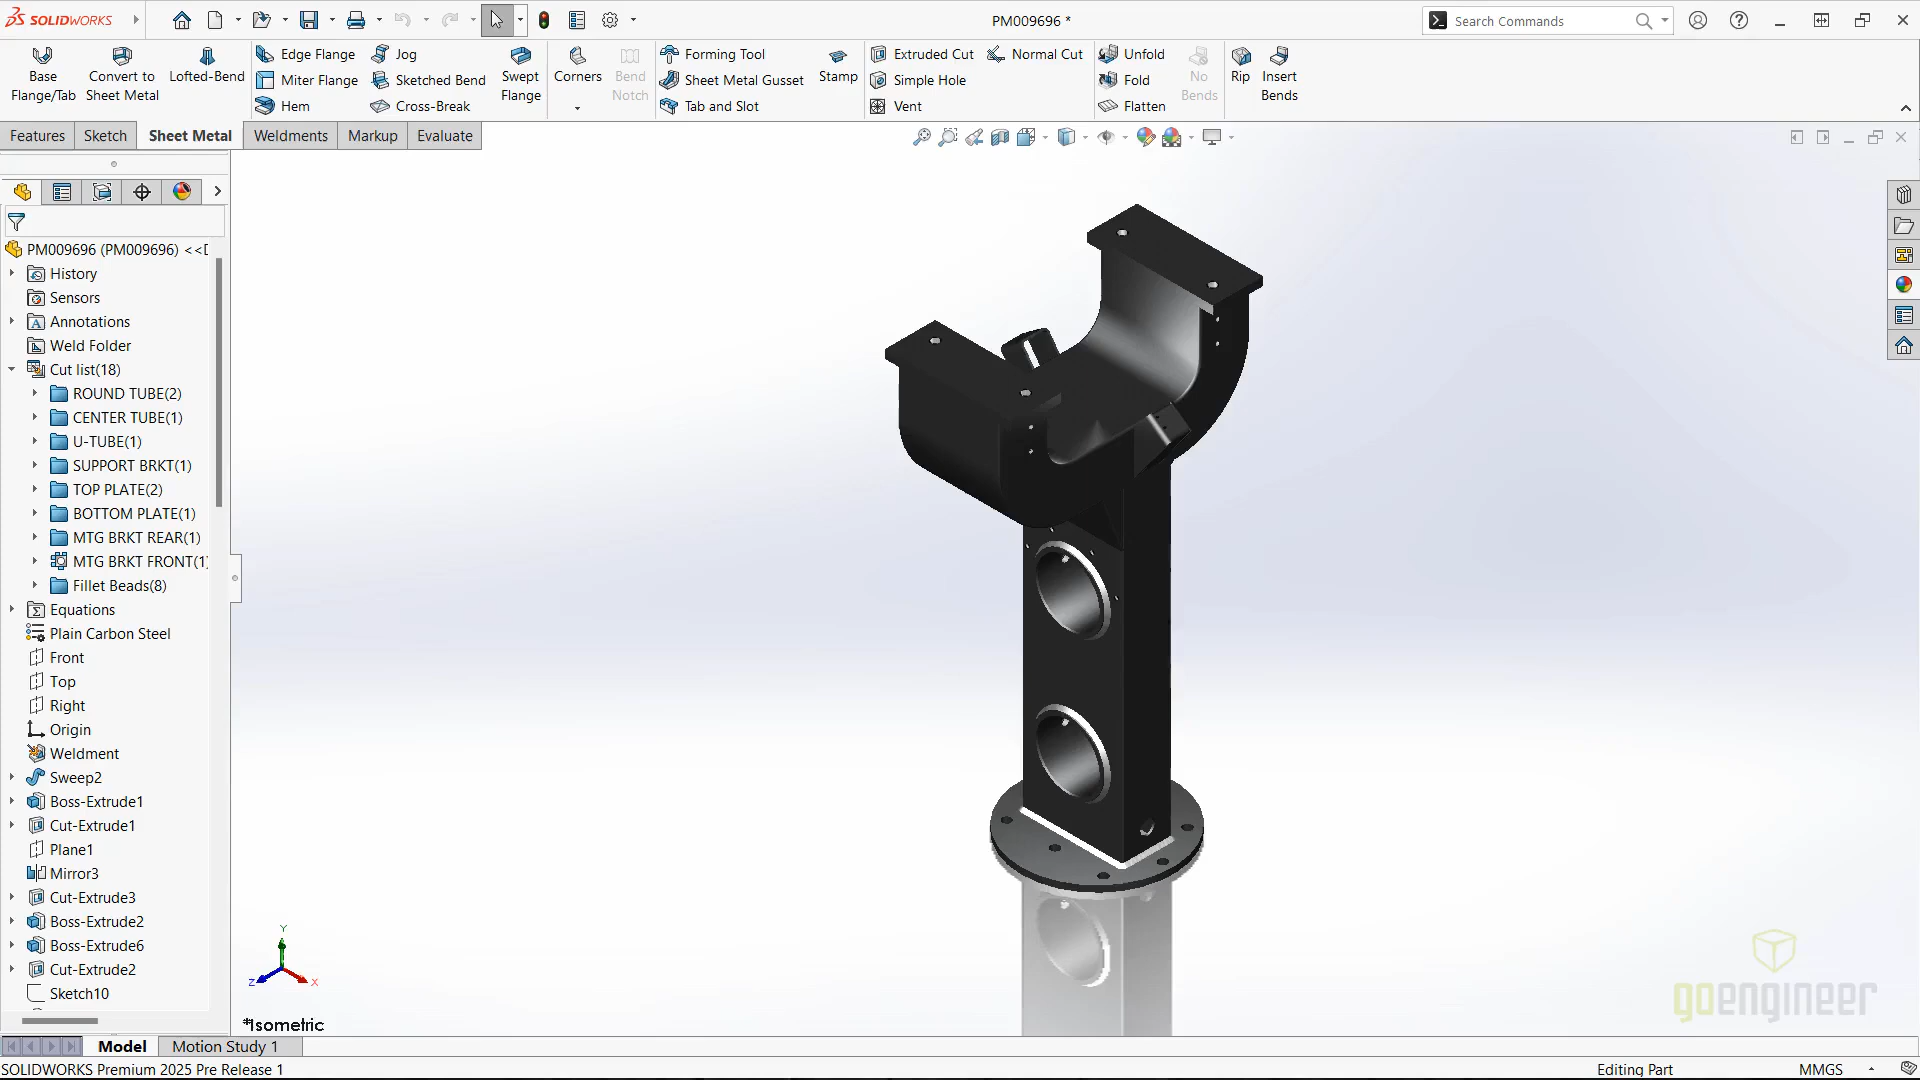 SOLIDWORKS
PM009696 *
Search Commands
Base Flange/Tab
Convert to Sheet Metal
Lofted-Bend
Edge Flange
Miter Flange
Hem
Jog
Sketched Bend
Cross-Break
Swept Flange
Corners
Bend Notch
Forming Tool
Sheet Metal Gusset
Tab and Slot
Stamp
Extruded Cut
Simple Hole
Vent
Normal Cut
Unfold
Fold
Flatten
No Bends
Rip
Insert Bends
Features
Sketch
Sheet Metal
Weldments
Markup
Evaluate
PM009696 (PM009696) <<D
History
Sensors
Annotations
Weld Folder
Cut list(18)
ROUND TUBE(2)
CENTER TUBE(1)
U-TUBE(1)
SUPPORT BRKT(1)
TOP PLATE(2)
BOTTOM PLATE(1)
MTG BRKT REAR(1)
MTG BRKT FRONT(1)
Fillet Beads(8)
Equations
Plain Carbon Steel
Front
Top
Right
Origin
Weldment
Sweep2
Boss-Extrude1
Cut-Extrude1
Plane1
Mirror3
Cut-Extrude3
Boss-Extrude2
Boss-Extrude6
Cut-Extrude2
Sketch10
Y
Z
X
*Isometric
goengineer
Model
Motion Study 1
SOLIDWORKS Premium 2025 Pre Release 1
Editing Part
MMGS